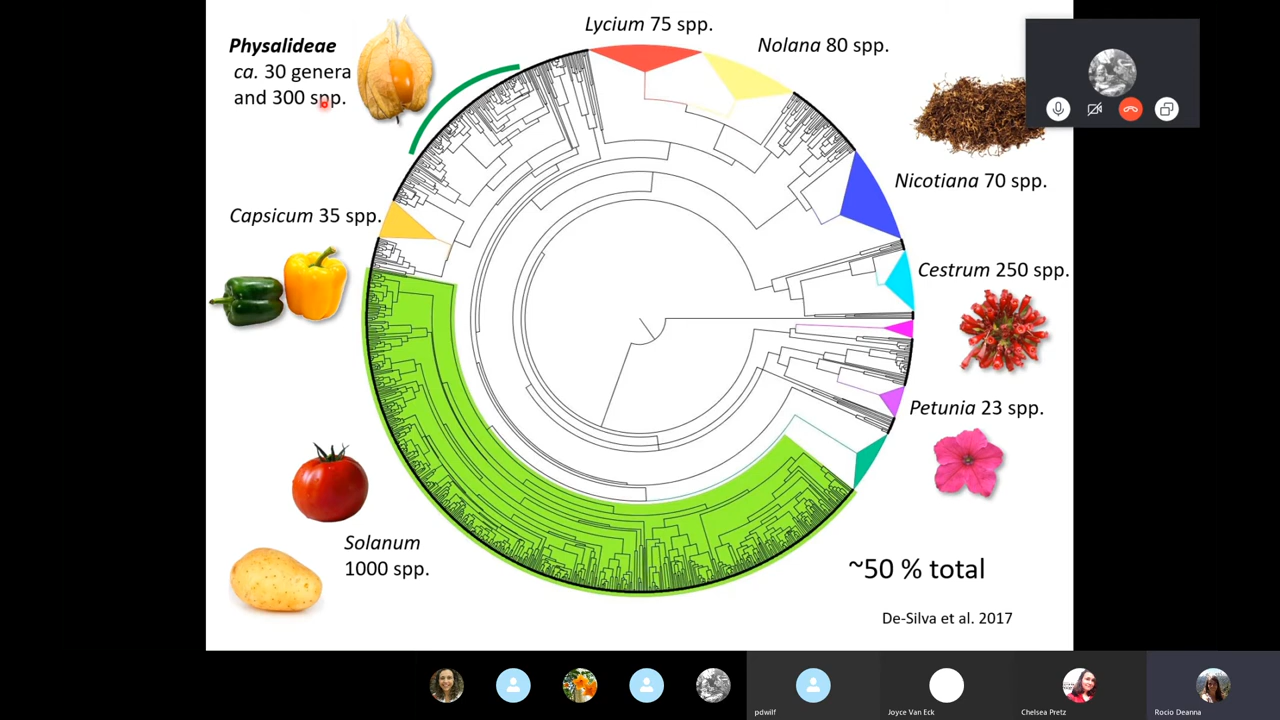 Lycium 75 spp.
Physalideae
ca. 30 genera
and 300 spp.
Nolana 80 spp.
Nicotiana 70 spp.
Capsicum 35 spp.
Cestrum 250 spp.
Petunia 23 spp.
Solanum
1000 spp.
~50 % total
De-Silva et al. 2017
pdwilf
Joyce Van Eck
Chelsea Pretz
Rocio Deanna